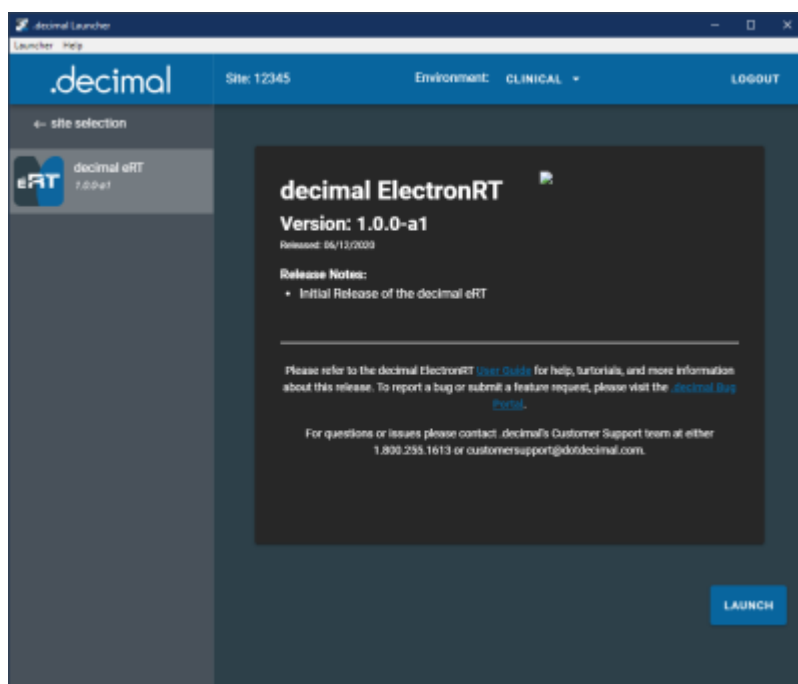 .decimal Launcher
Launcher Help
.decimal
Site: 12345 Environment: CLINICAL LOGOUT
← site selection
decimal eRT
1.0.0-a1
eRT
decimal ElectronRT
Version: 1.0.0-a1
Released: 06/12/2020
Release Notes:
• Initial Release of the decimal eRT
Please refer to the decimal ElectronRT User Guide for help, turtorials, and more information
about this release. To report a bug or submit a feature request, please visit the .decimal Bug
Portal.
For questions or issues please contact .decimal's Customer Support team at either
1.800.255.1613 or customersupport@dotdecimal.com.
LAUNCH